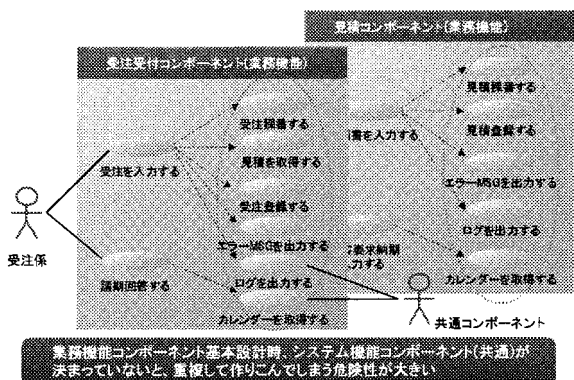 見積コンポーネント(業務機能)
受注受付コンポーネント(業務機能)
見積検番する
受注検番する
見積登録する
書を入力する
見積を取得する
受注を入力する
エラーMSGを出力する
受注登録する
ログを出力する
エラーMSGを出力する
要求納期
力する
受注係
ログを出力する
カレンダーを取得する
回答する
カレンダーを取得する
共通コンポーネント
業務機能コンポーネント基本設計時、システム機能コンポーネント(共通)が
決まっていないと、重複して作りこんでしまう危険性が大きい